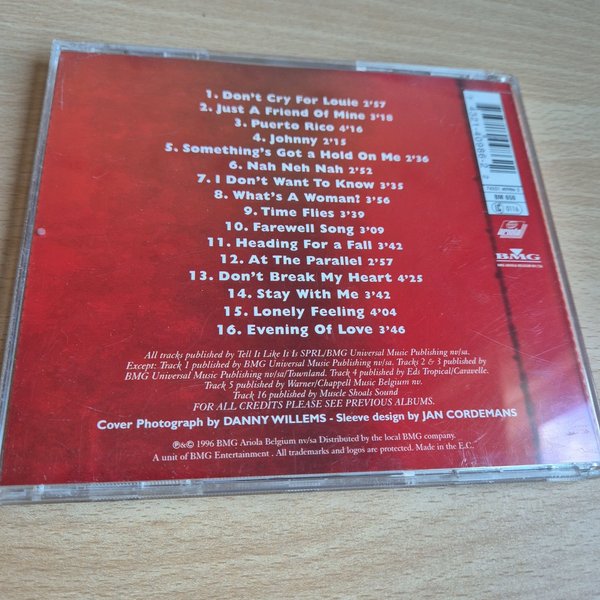 1. Don't Cry For Louie 2'57
2. Just A Friend Of Mine 3'18
3. Puerto Rico 4'16
4. Johnny 2'15
5. Something's Got a Hold On Me 2'36
6. Nah Neh Nah 2'52
7. I Don't Want To Know 3'35
8. What's A Woman? 3'56
9. Time Flies 3'39
10. Farewell Song 3'09
11. Heading For a Fall 3'42
12. At The Parallel 2'57
13. Don't Break My Heart 4'25
14. Stay With Me 3'42
15. Lonely Feeling 4'04
16. Evening Of Love 3'46
All tracks published by Tell It Like It Is SPRL/BMG Universal Music Publishing nv/sa.
Except: Track 1 published by BMG Universal Music Publishing nv/sa. Tracks 2 & 3 published by
BMG Universal Music Publishing nv/sa/Townland. Track 4 published by Eds Tropical/Caravelle.
Track 5 published by Warner/Chappell Music Belgium nv.
Track 16 published by Muscle Shoals Sound
FOR ALL CREDITS PLEASE SEE PREVIOUS ALBUMS.
Cover Photograph by DANNY WILLEMS - Sleeve design by JAN CORDEMANS
℗&© 1996 BMG Ariola Belgium nv/sa Distributed by the local BMG company.
A unit of BMG Entertainment . All trademarks and logos are protected. Made in the E.C.
BM 650
BMG